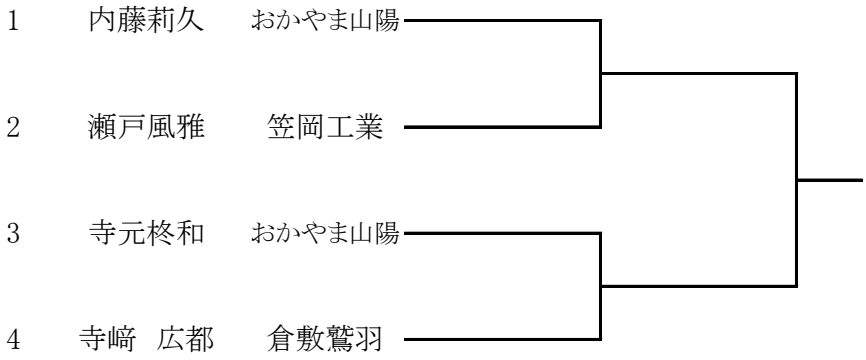 1 内藤莉久 おかやま山陽
2 瀬戸風雅 笠岡工業
3 寺元柊和 おかやま山陽
4 寺﨑 広都 倉敷鷲羽